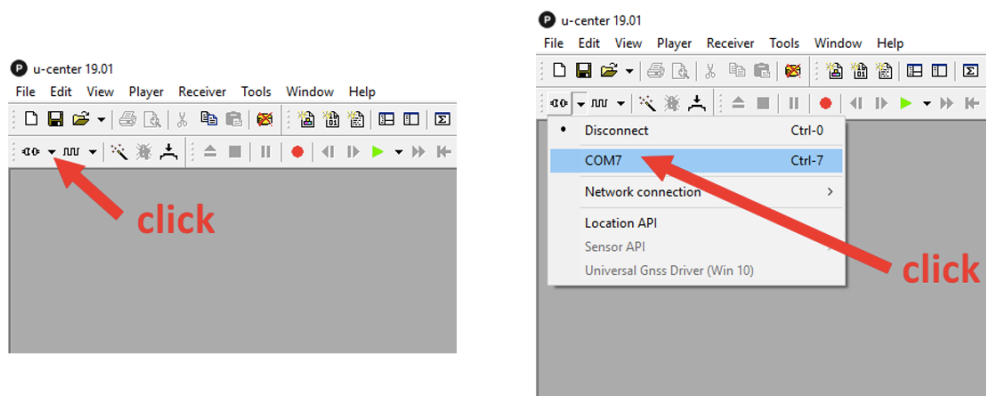 u-center 19.01
File Edit View Player Receiver Tools Window Help
click
u-center 19.01
File Edit View Player Receiver Tools Window Help
Disconnect Ctrl-0
COM7 Ctrl-7
Network connection
Location API
Sensor API
Universal Gnss Driver (Win 10)
click